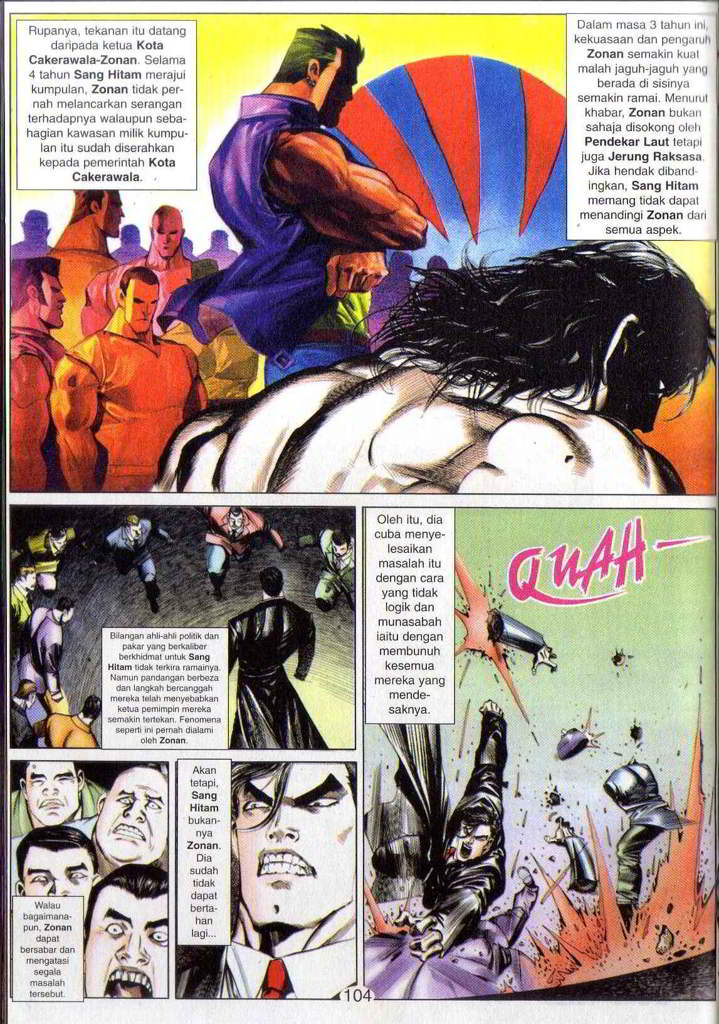 Rupanya, tekanan itu datang
daripada ketua Kota
Cakerawala-Zonan. Selama
4 tahun Sang Hitam merajui
kumpulan, Zonan tidak per-
nah melancarkan serangan
terhadapnya walaupun seba-
hagian kawasan milik kumpu-
lan itu sudah diserahkan
kepada pemerintah Kota
Cakerawala.
Dalam masa 3 tahun ini,
kekuasaan dan pengaruh
Zonan semakin kuat
malah jaguh-jaguh yang
berada di sisinya
semakin ramai. Menurut
khabar, Zonan bukan
sahaja disokong oleh
Pendekar Laut tetapi
juga Jerung Raksasa.
Jika hendak diband-
ingkan, Sang Hitam
memang tidak dapat
menandingi Zonan dari
semua aspek.
Bilangan ahli-ahli politik dan
pakar yang berkaliber
berkhidmat untuk Sang
Hitam tidak terkira ramainya.
Namun pandangan berbeza
dan langkah bercanggah
mereka telah menyebabkan
ketua pemimpin mereka
semakin tertekan. Fenomena
seperti ini pernah dialami
oleh Zonan.
Oleh itu, dia
cuba menye-
lesaikan
masalah itu
dengan cara
yang tidak
logik dan
munasabah
iaitu dengan
membunuh
kesemua
mereka yang
mende-
saknya.
QUAH
Walau
bagaimana-
pun, Zonan
dapat
bersabar dan
mengatasi
segala
masalah
tersebut.
Akan
tetapi,
Sang
Hitam
bukan-
nya
Zonan.
Dia
sudah
tidak
dapat
berta-
han
lagi...
104